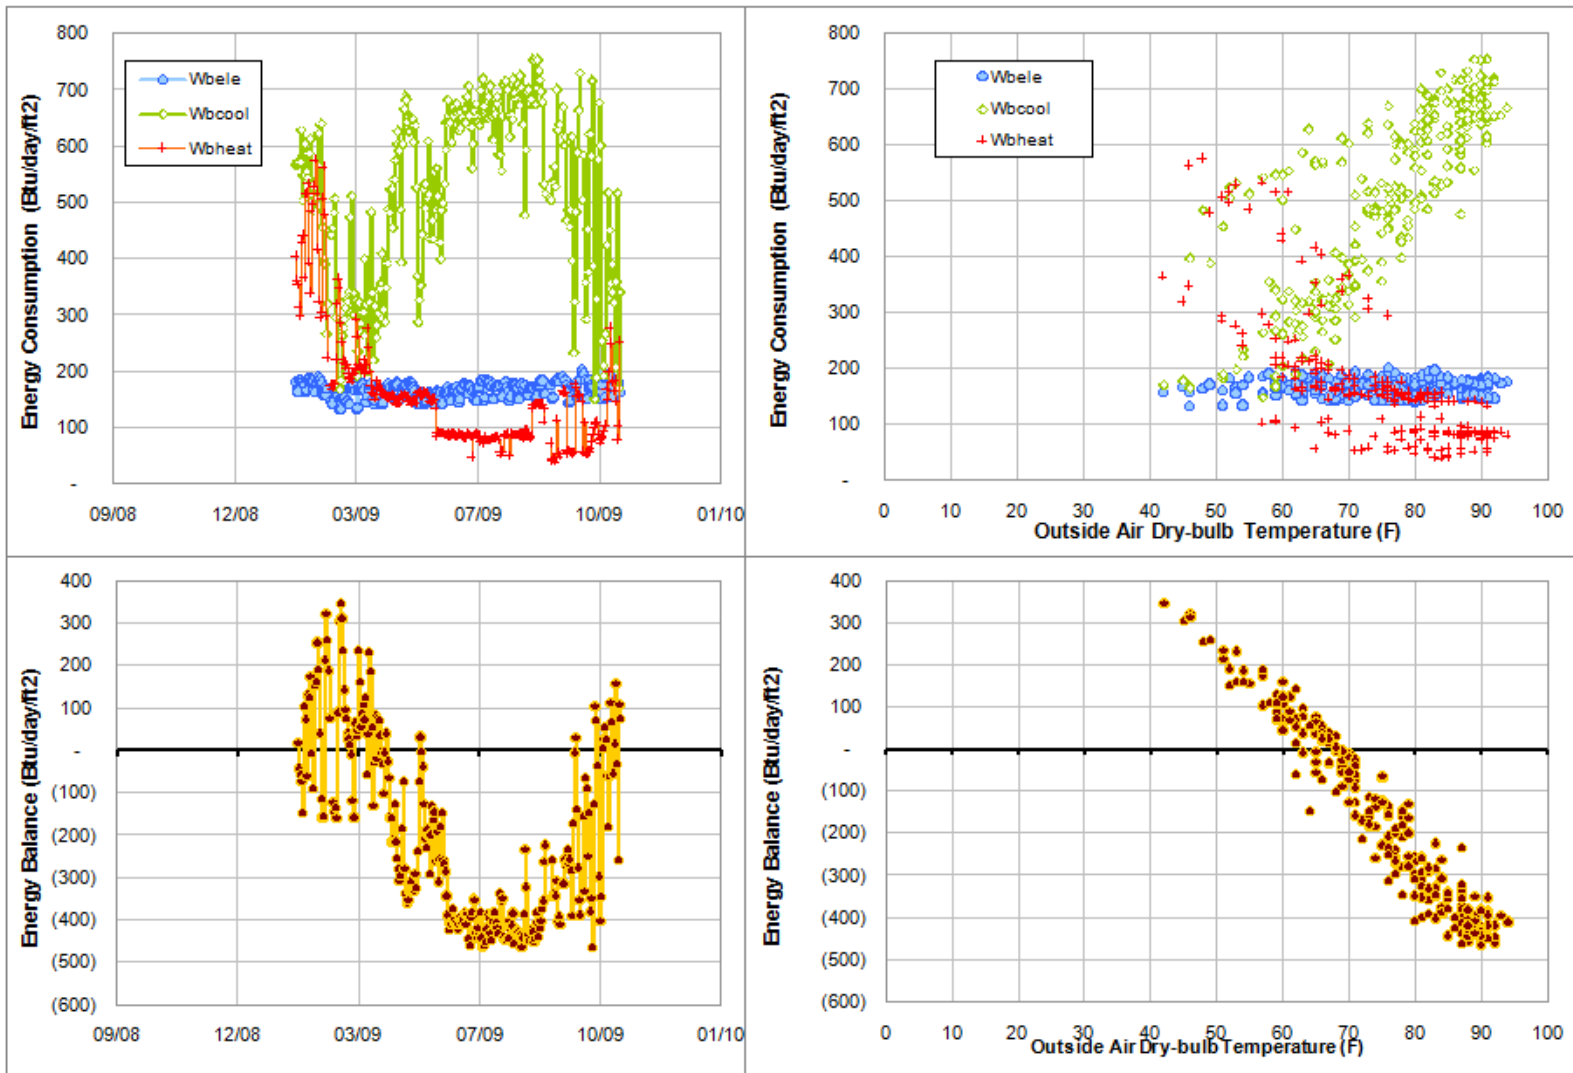 Energy Consumption (Btu/day/ft2)
800
700
600
500
400
300
200
100
-
Wbele
Wbcool
Wbheat
09/08 12/08 03/09 07/09 10/09 01/10
Energy Consumption (Btu/day/ft2)
800
700
600
500
400
300
200
100
-
Wbele
Wbcool
Wbheat
0 10 20 30 40 50 60 70 80 90 100
Outside Air Dry-bulb Temperature (F)
Energy Balance (Btu/day/ft2)
400
300
200
100
-
(100)
(200)
(300)
(400)
(500)
(600)
09/08 12/08 03/09 07/09 10/09 01/10
Energy Balance (Btu/day/ft2)
400
300
200
100
-
(100)
(200)
(300)
(400)
(500)
(600)
0 10 20 30 40 50 60 70 80 90 100
Outside Air Dry-bulb Temperature (F)